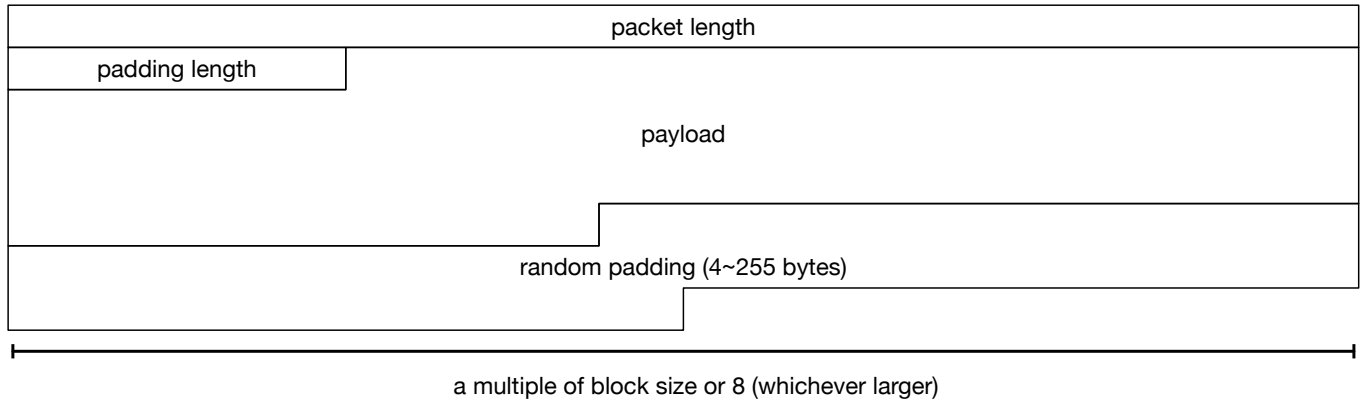 packet length
padding length
payload
random padding (4~255 bytes)
a multiple of block size or 8 (whichever larger)